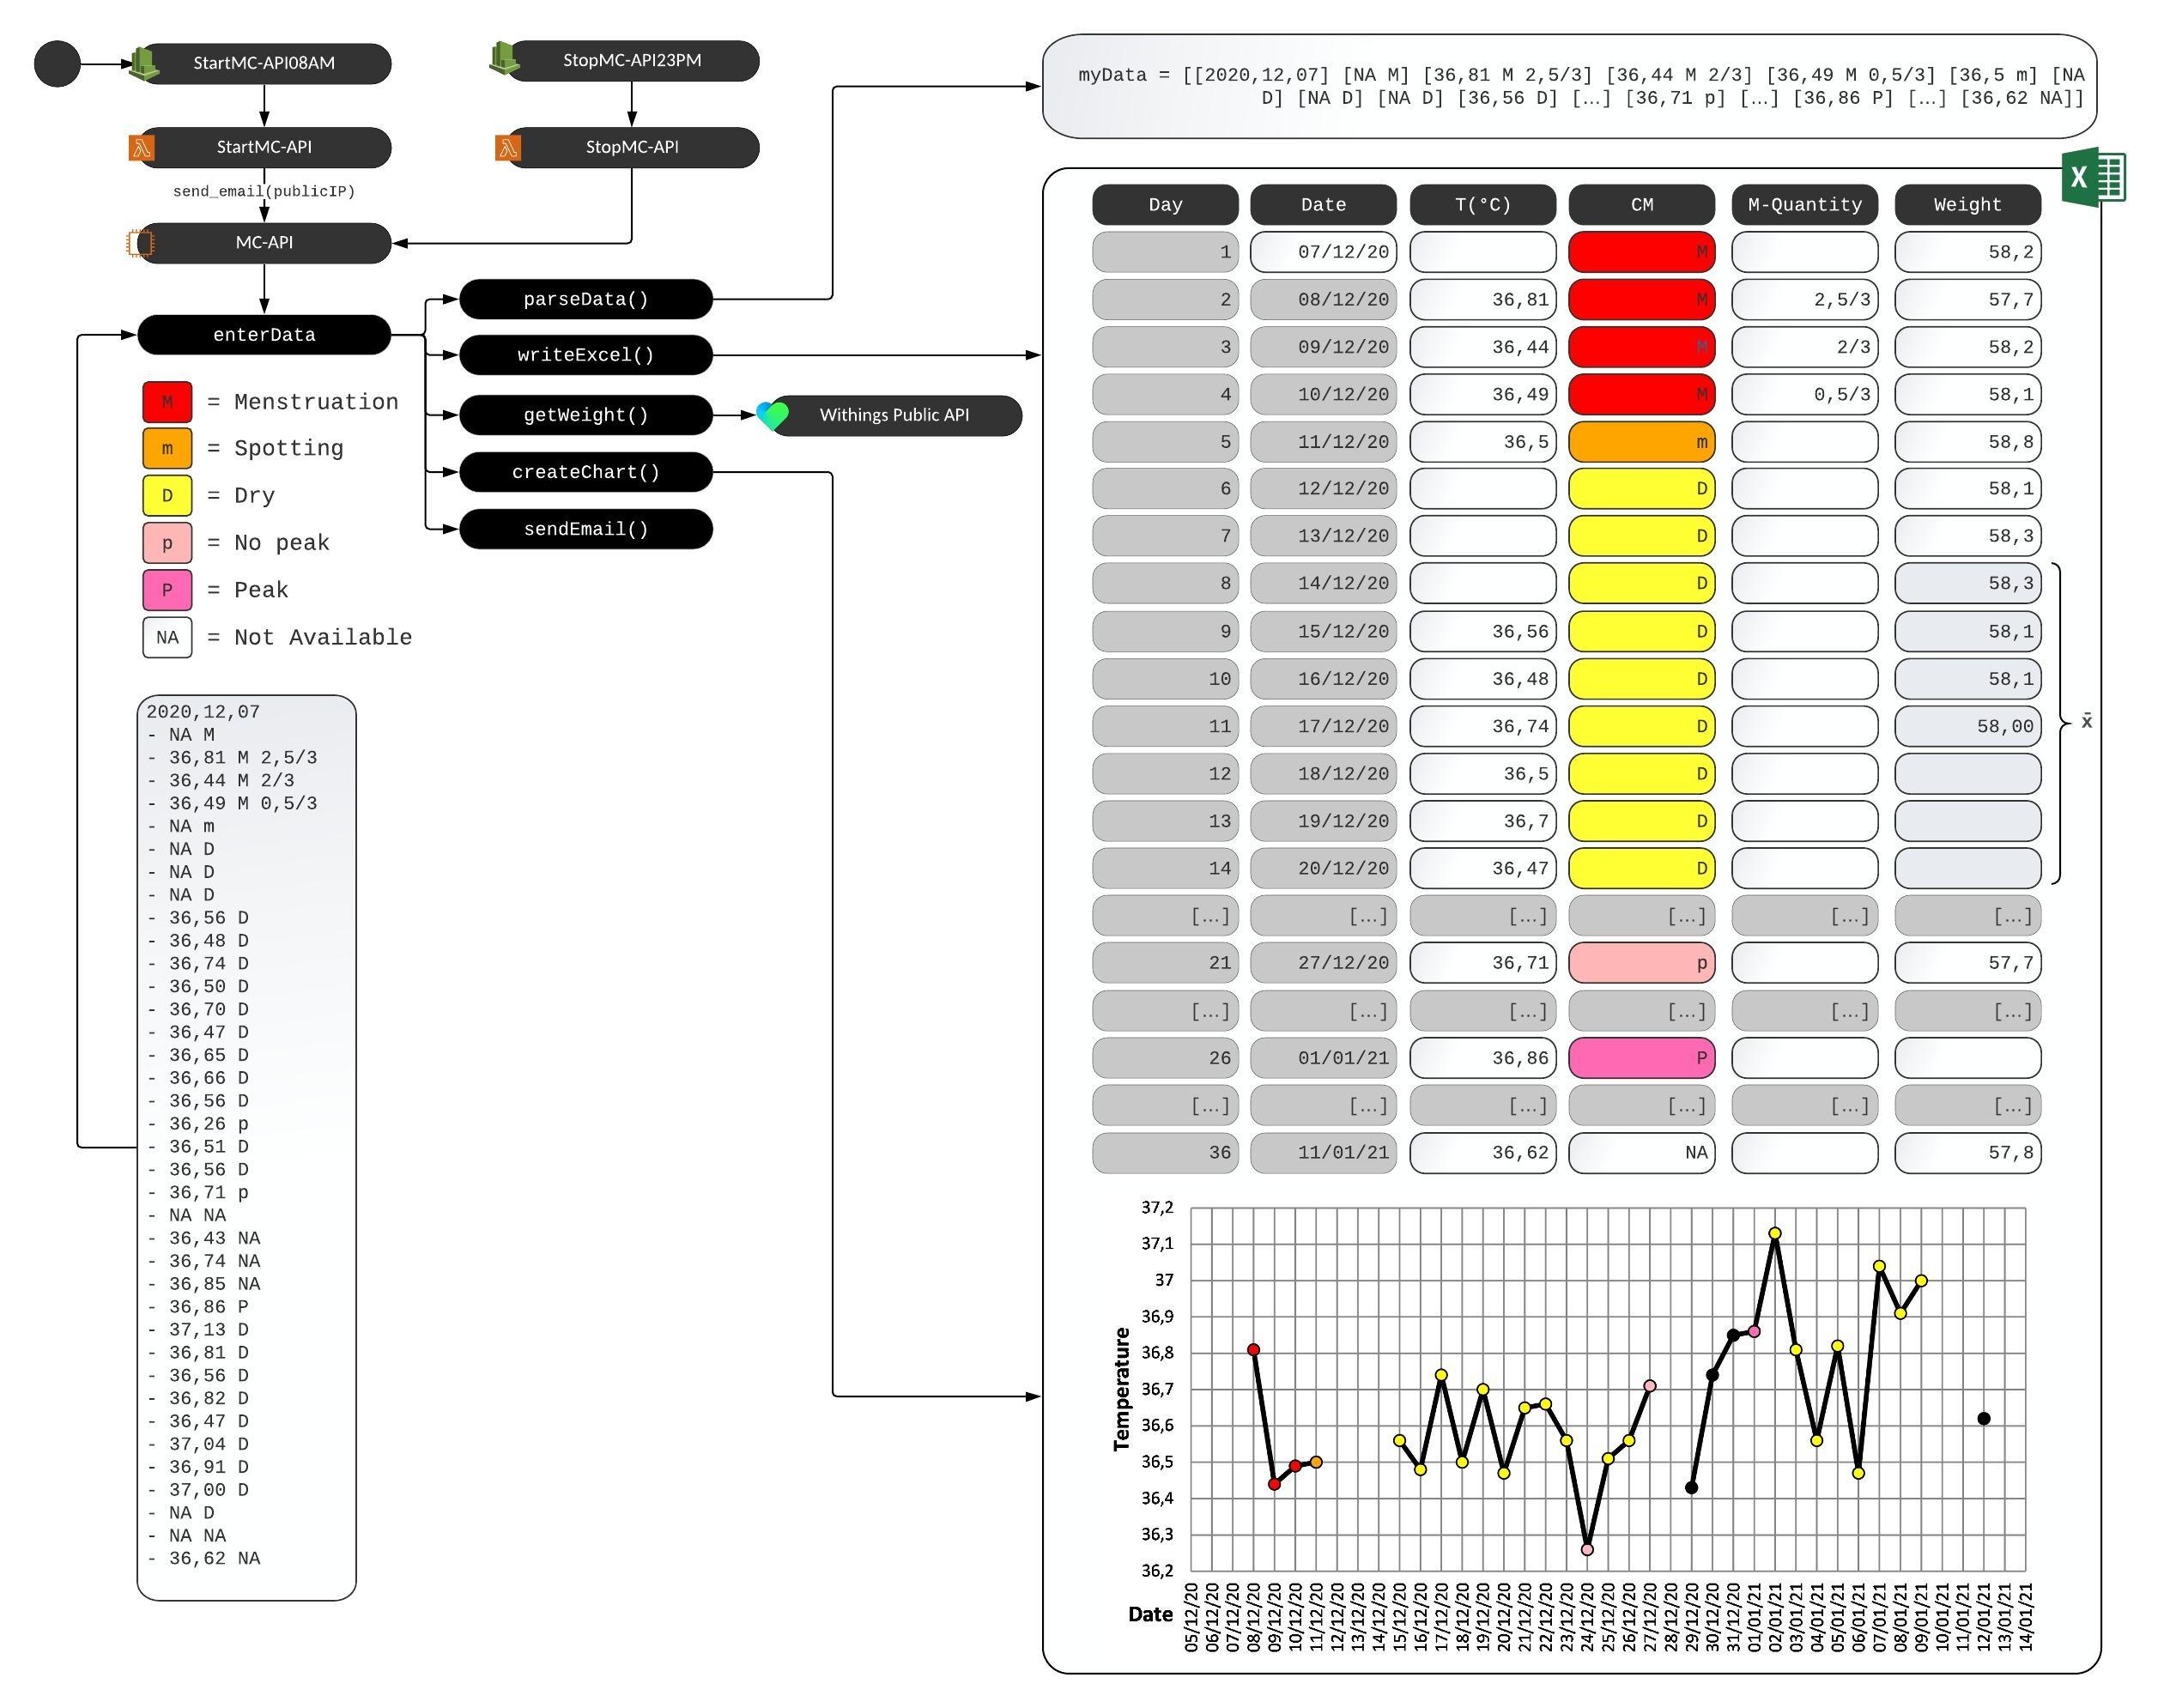 StartMC-API08AM
StopMC-API23PM
StartMC-API
StopMC-API
send_email(publicIP)
MC-API
enterData
parseData()
writeExcel()
getWeight()
Withings Public API
createChart()
sendEmail()
M = Menstruation
m = Spotting
D = Dry
p = No peak
P = Peak
NA = Not Available
2020,12,07
- NA M
- 36,81 M 2,5/3
- 36,44 M 2/3
- 36,49 M 0,5/3
- NA m
- NA D
- NA D
- NA D
- 36,56 D
- 36,48 D
- 36,74 D
- 36,50 D
- 36,70 D
- 36,47 D
- 36,65 D
- 36,66 D
- 36,56 D
- 36,26 p
- 36,51 D
- 36,56 D
- 36,71 p
- NA NA
- 36,43 NA
- 36,74 NA
- 36,85 NA
- 36,86 P
- 37,13 D
- 36,81 D
- 36,56 D
- 36,82 D
- 36,47 D
- 37,04 D
- 36,91 D
- 37,00 D
- NA D
- NA NA
- 36,62 NA
myData = [[2020,12,07] [NA M] [36,81 M 2,5/3] [36,44 M 2/3] [36,49 M 0,5/3] [36,5 m] [NA
D] [NA D] [NA D] [36,56 D] […] [36,71 p] […] [36,86 P] […] [36,62 NA]]
X
Day Date T(°C) CM M-Quantity Weight
1 07/12/20 M 58,2
2 08/12/20 36,81 M 2,5/3 57,7
3 09/12/20 36,44 M 2/3 58,2
4 10/12/20 36,49 M 0,5/3 58,1
5 11/12/20 36,5 m 58,8
6 12/12/20 D 58,1
7 13/12/20 D 58,3
8 14/12/20 D 58,3
9 15/12/20 36,56 D 58,1
10 16/12/20 36,48 D 58,1
11 17/12/20 36,74 D 58,00
x̄
12 18/12/20 36,5 D
13 19/12/20 36,7 D
14 20/12/20 36,47 D
[…] […] […] […] […] […]
21 27/12/20 36,71 p 57,7
[…] […] […] […] […] […]
26 01/01/21 36,86 P
[…] […] […] […] […] […]
36 11/01/21 36,62 NA 57,8
37,2
37,1
37
36,9
36,8
36,7
36,6
36,5
36,4
36,3
36,2
Temperature
Date
05/12/20
06/12/20
07/12/20
08/12/20
09/12/20
10/12/20
11/12/20
12/12/20
13/12/20
14/12/20
15/12/20
16/12/20
17/12/20
18/12/20
19/12/20
20/12/20
21/12/20
22/12/20
23/12/20
24/12/20
25/12/20
26/12/20
27/12/20
28/12/20
29/12/20
30/12/20
31/12/20
01/01/21
02/01/21
03/01/21
04/01/21
05/01/21
06/01/21
07/01/21
08/01/21
09/01/21
10/01/21
11/01/21
12/01/21
13/01/21
14/01/21